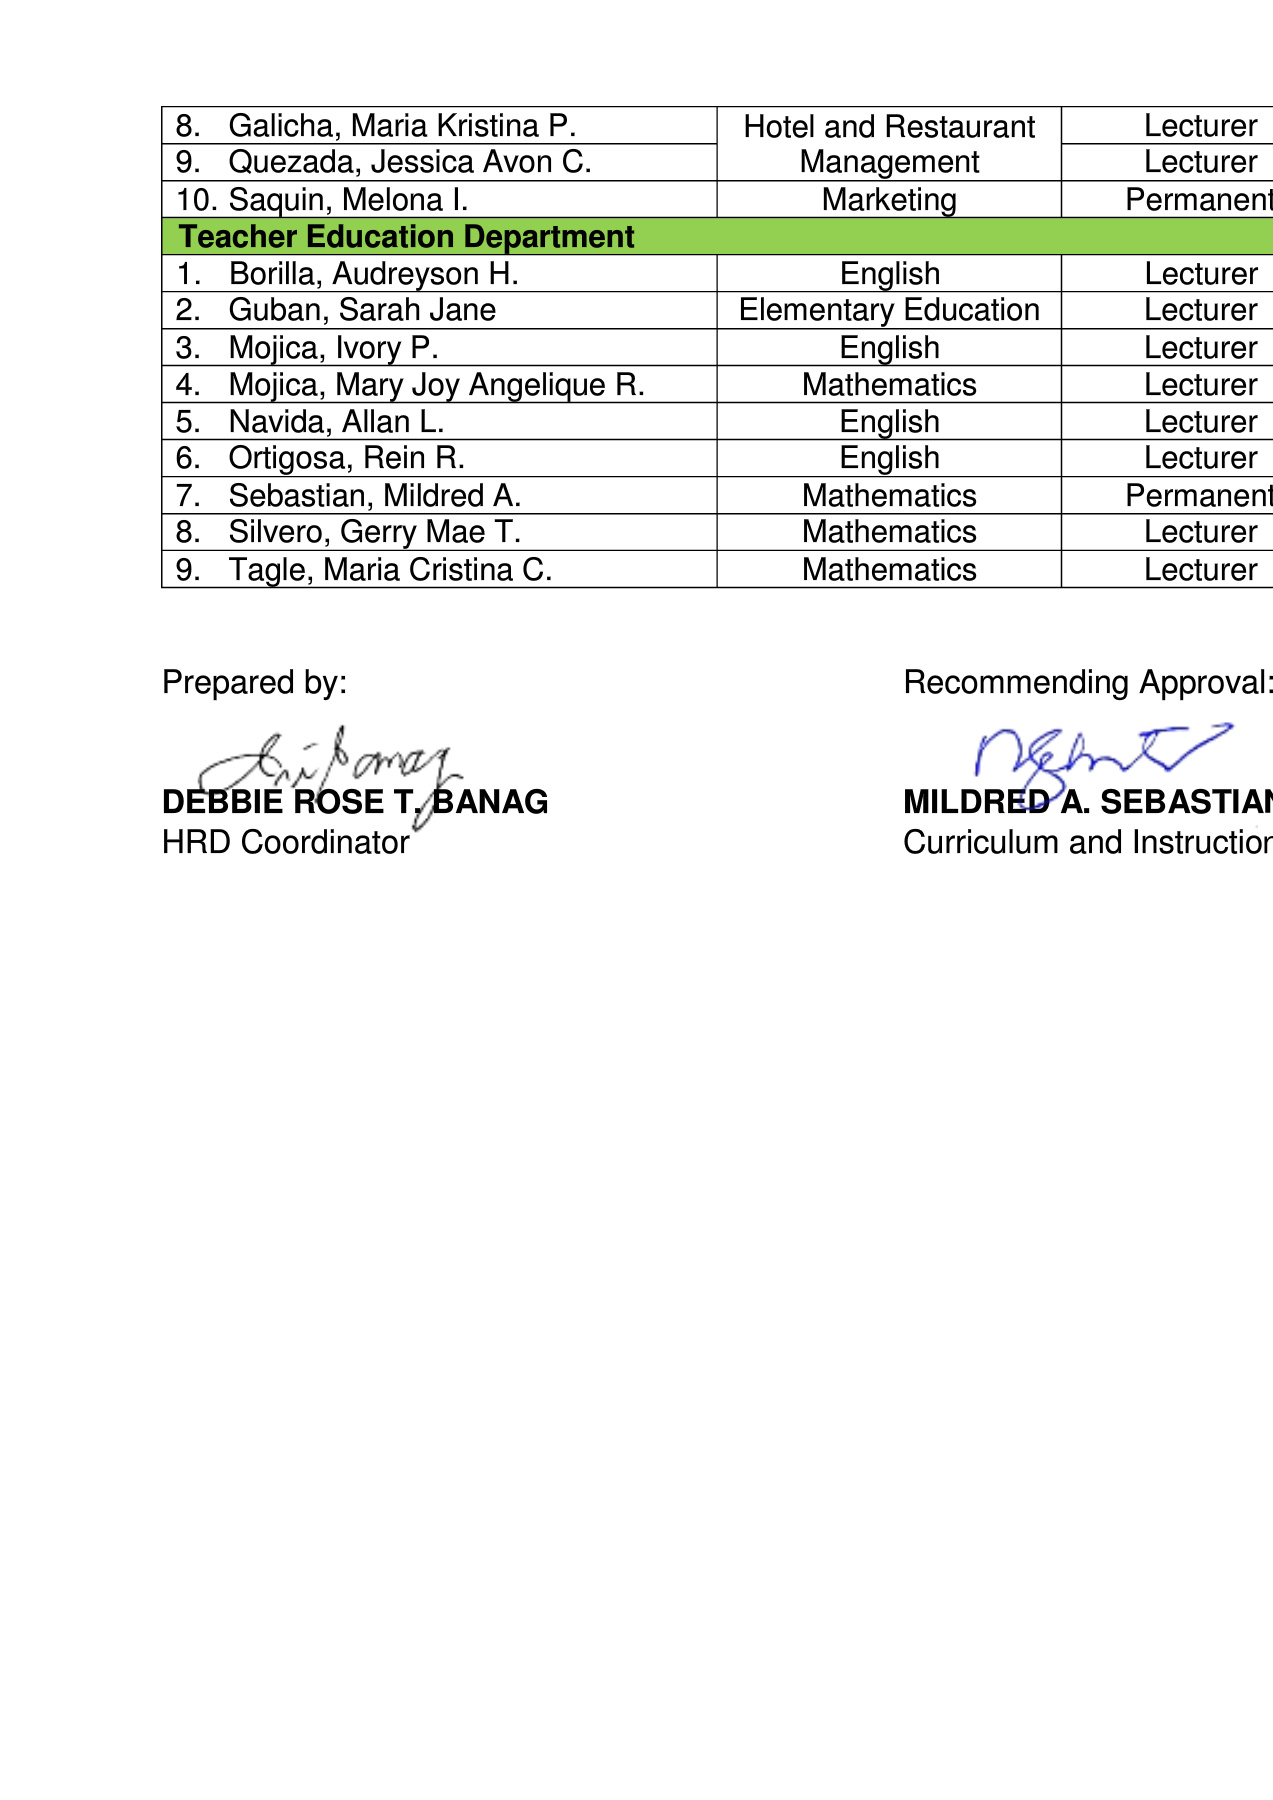 8. Galicha, Maria Kristina P. Hotel and Restaurant Lecturer
9. Quezada, Jessica Avon C. Management Lecturer
10. Saquin, Melona I. Marketing Permanent
Teacher Education Department
1. Borilla, Audreyson H. English Lecturer
2. Guban, Sarah Jane Elementary Education Lecturer
3. Mojica, Ivory P. English Lecturer
4. Mojica, Mary Joy Angelique R. Mathematics Lecturer
5. Navida, Allan L. English Lecturer
6. Ortigosa, Rein R. English Lecturer
7. Sebastian, Mildred A. Mathematics Permanent
8. Silvero, Gerry Mae T. Mathematics Lecturer
9. Tagle, Maria Cristina C. Mathematics Lecturer
Prepared by: Recommending Approval:
DEBBIE ROSE T. BANAG MILDRED A. SEBASTIAN
HRD Coordinator Curriculum and Instruction